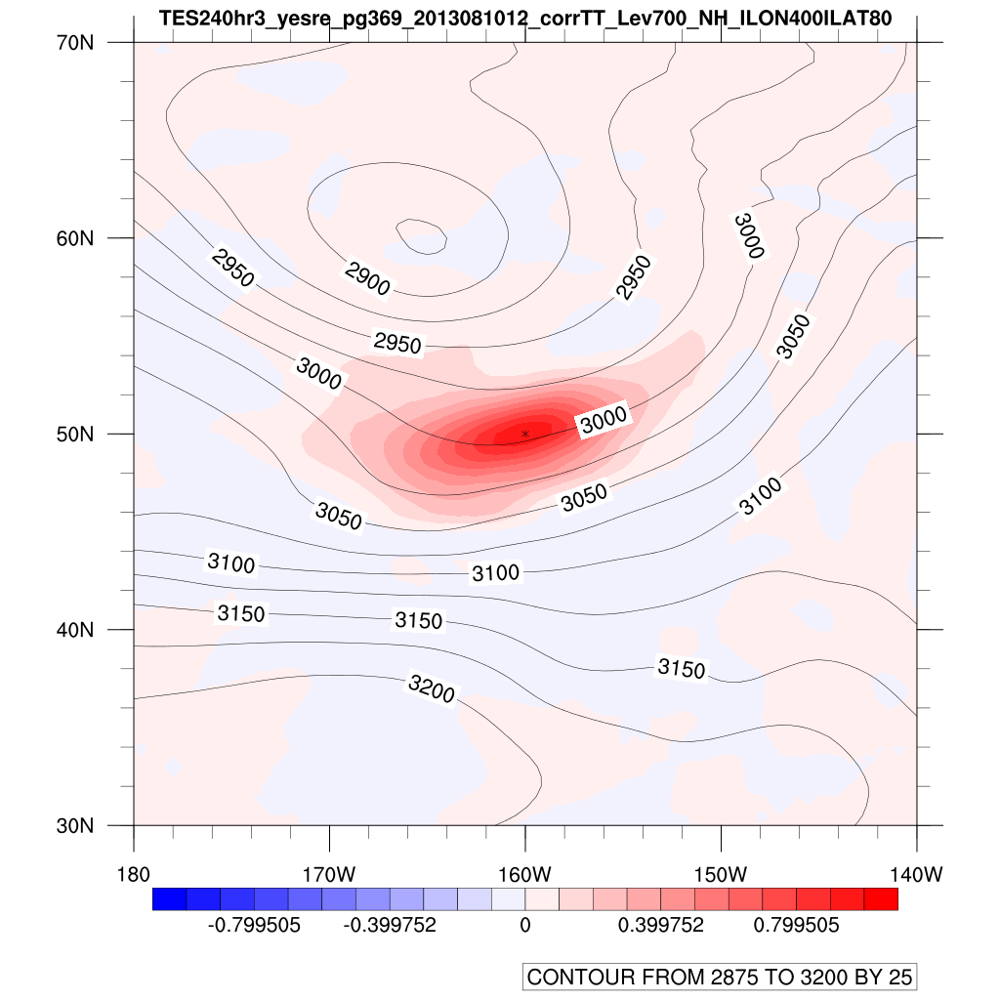 TES240hr3_yesre_pg369_2013081012_corrTT_Lev700_NH_ILON400ILAT80
70N
60N
50N
40N
30N
180
170W
160W
150W
140W
2950
2900
2950
3000
2950
3000
3050
3000
3050
3050
3100
3100
3100
3150
3150
3150
3200
-0.799505
-0.399752
0
0.399752
0.799505
CONTOUR FROM 2875 TO 3200 BY 25